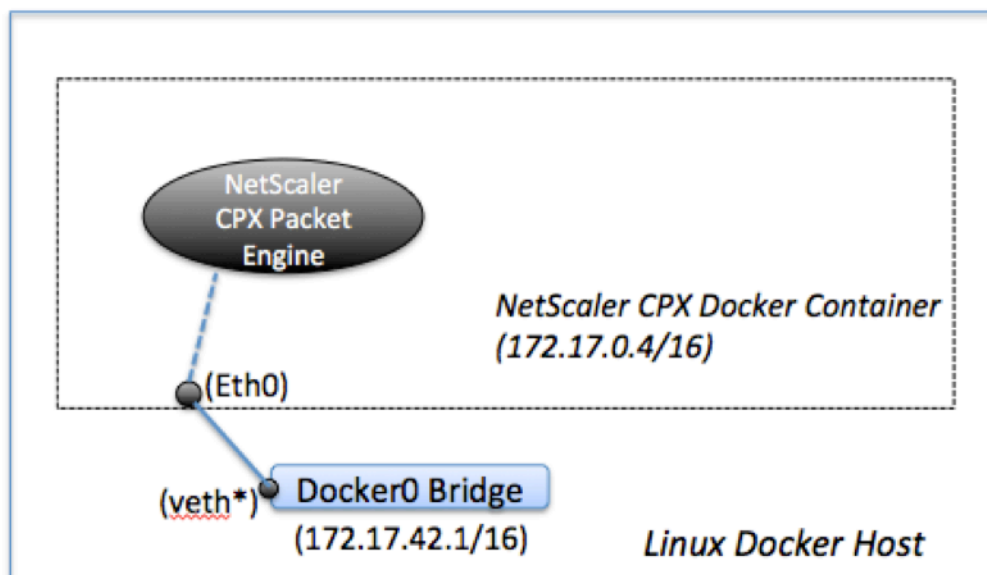 NetScaler
CPX Packet
Engine
NetScaler CPX Docker Container
(172.17.0.4/16)
(Eth0)
(veth*)
Docker0 Bridge
(172.17.42.1/16)
Linux Docker Host